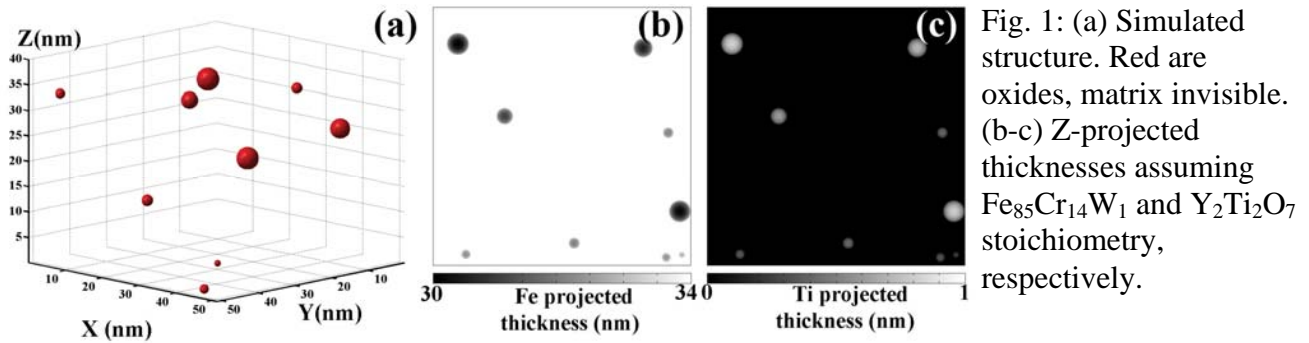 (a)
Z(nm)
40
35
30
25
20
15
10
5
10
20
30
40
50
X (nm)
50
40
30
20
10
Y(nm)
(b)
30
34
Fe projected
thickness (nm)
(c)
0
1
Ti projected
thickness (nm)
Fig. 1: (a) Simulated
structure. Red are
oxides, matrix invisible.
(b-c) Z-projected
thicknesses assuming
Fe₈₅Cr₁₄W₁ and Y₂Ti₂O₇
stoichiometry,
respectively.